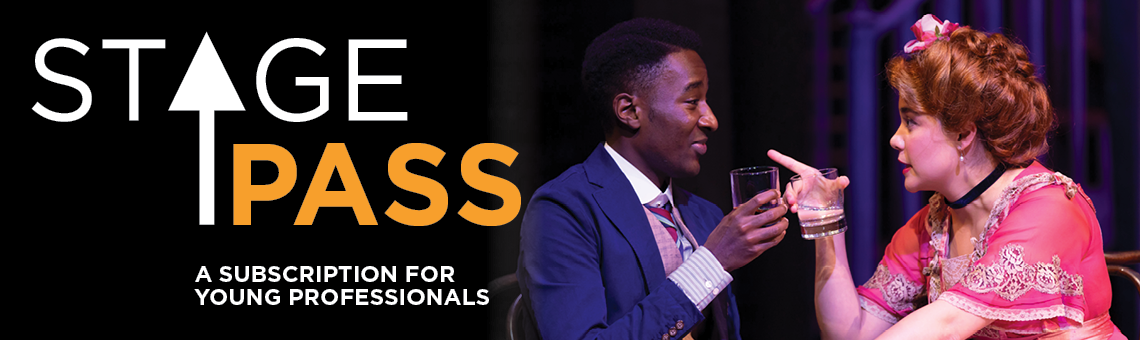 STAGE
PASS
A SUBSCRIPTION FOR
YOUNG PROFESSIONALS